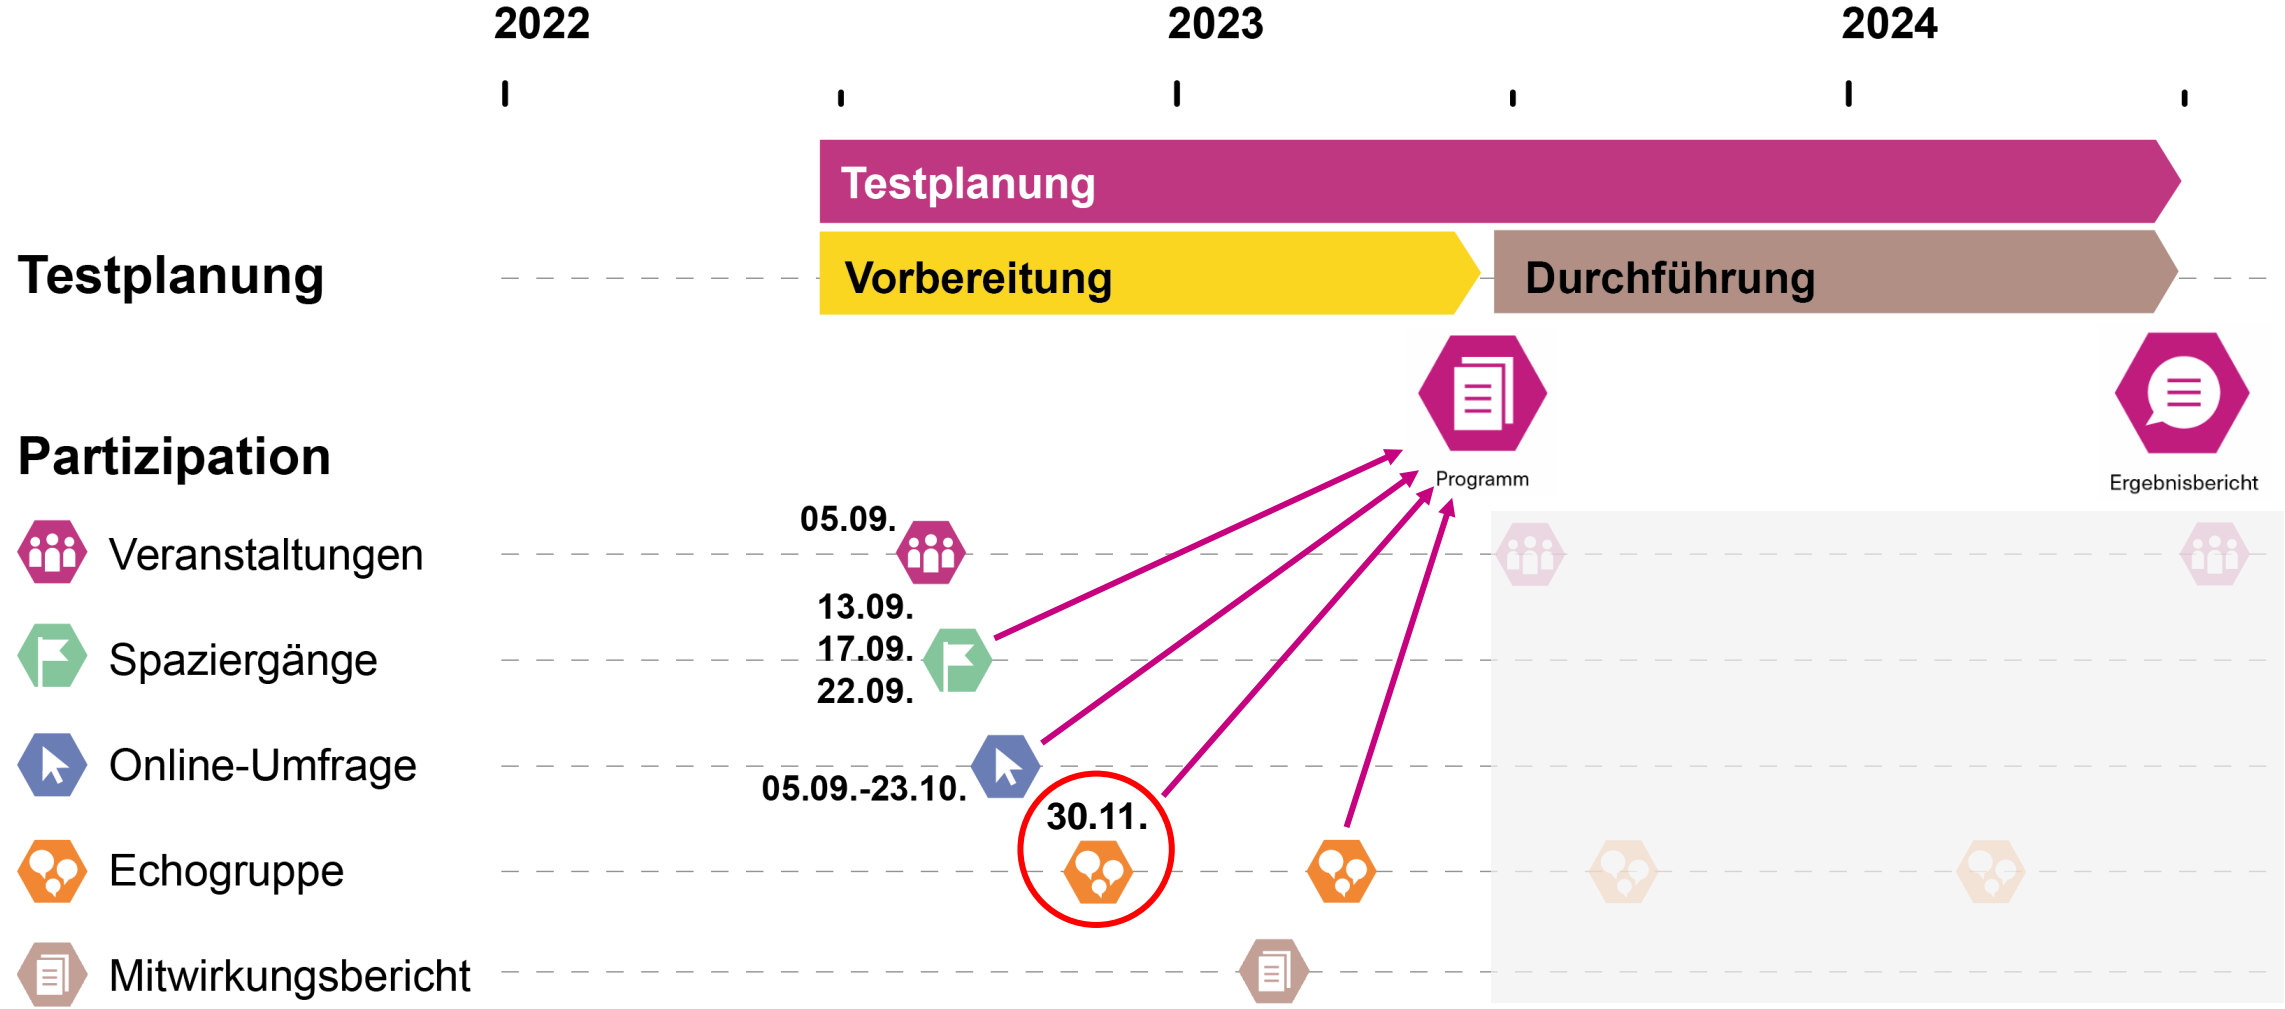 2022
2023
2024
Testplanung
Testplanung
Vorbereitung
Durchführung
Programm
Ergebnisbericht
Partizipation
Veranstaltungen
05.09.
Spaziergänge
13.09.
17.09.
22.09.
Online-Umfrage
05.09.-23.10.
Echogruppe
30.11.
Mitwirkungsbericht